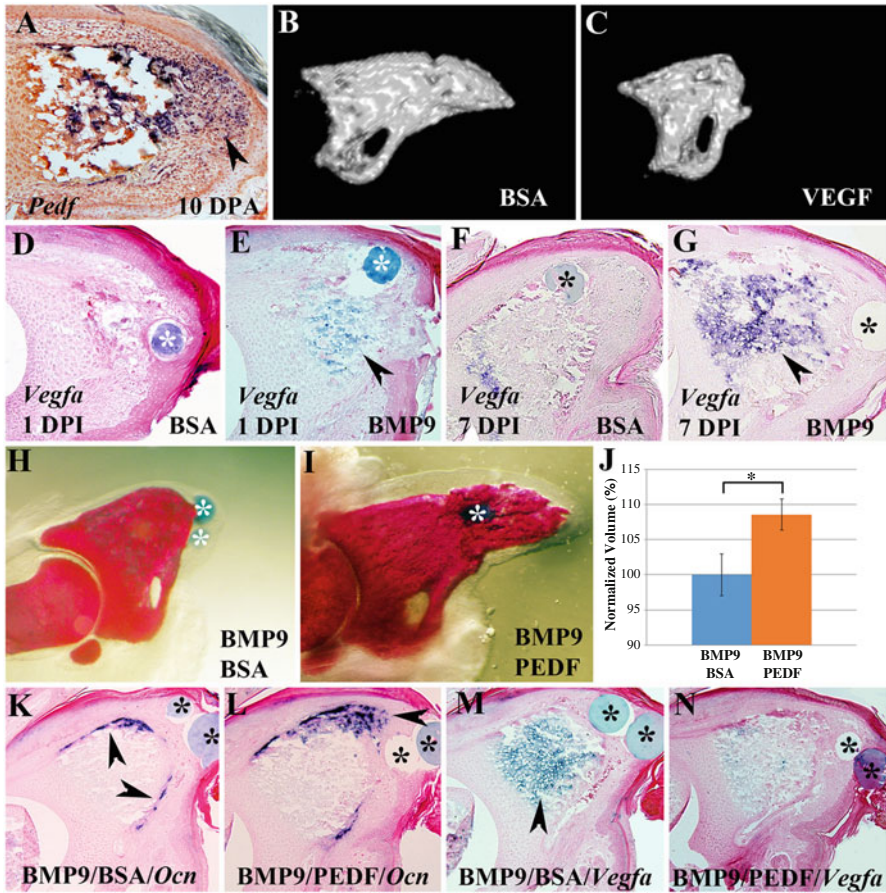 A
Pedf
10 DPA
B
BSA
C
VEGF
D
*
Vegfa
1 DPI
BSA
E
*
Vegfa
1 DPI
BMP9
F
*
Vegfa
7 DPI
BSA
G
*
Vegfa
7 DPI
BMP9
H
*
*
BMP9
BSA
I
*
BMP9
PEDF
J
Normalized Volume (%)
115
110
105
100
95
90
*
BMP9
BSA
BMP9
PEDF
K
*
*
BMP9/BSA/Ocn
L
*
*
BMP9/PEDF/Ocn
M
*
*
BMP9/BSA/Vegfa
N
*
*
BMP9/PEDF/Vegfa